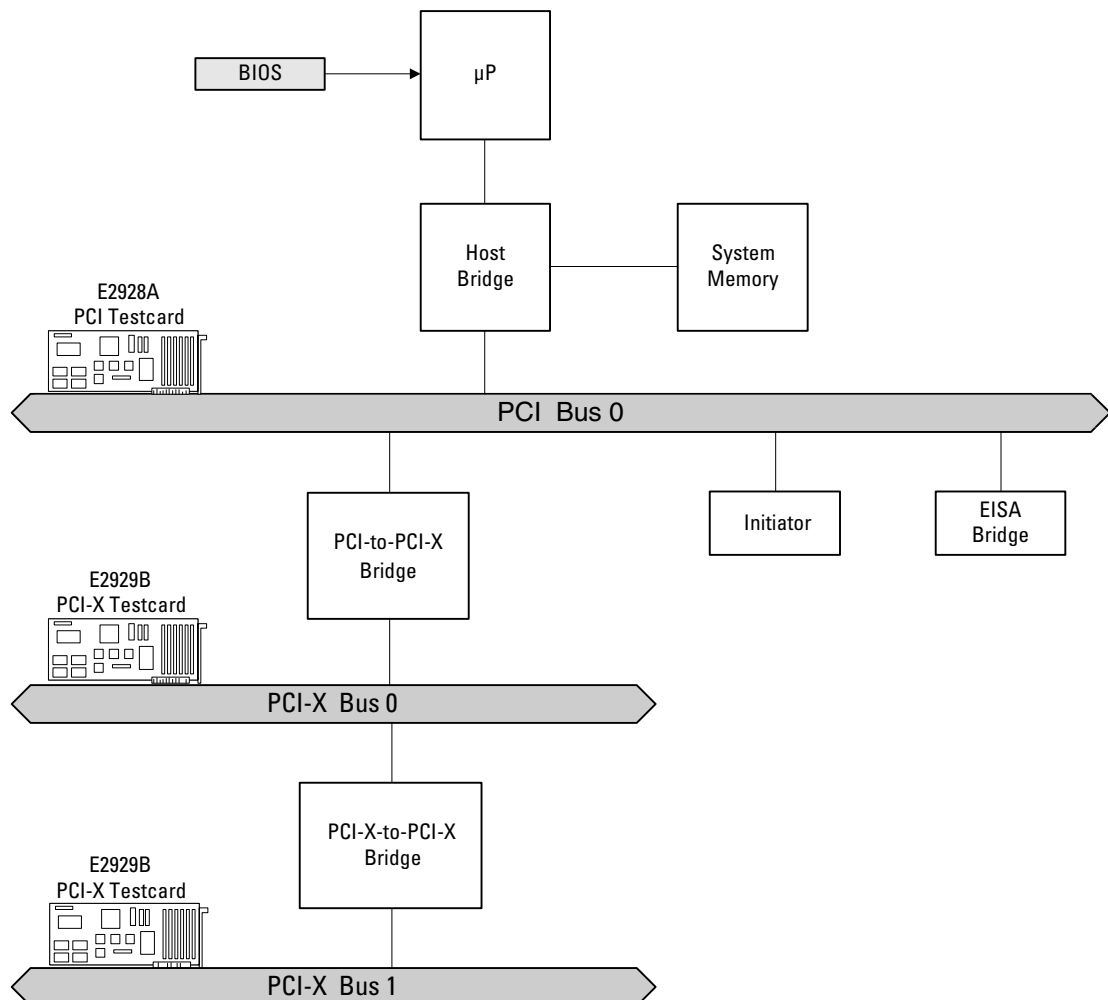 BIOS
µP
Host
Bridge
System
Memory
E2928A
PCI Testcard
PCI Bus 0
PCI-to-PCI-X
Bridge
Initiator
EISA
Bridge
E2929B
PCI-X Testcard
PCI-X Bus 0
PCI-X-to-PCI-X
Bridge
E2929B
PCI-X Testcard
PCI-X Bus 1